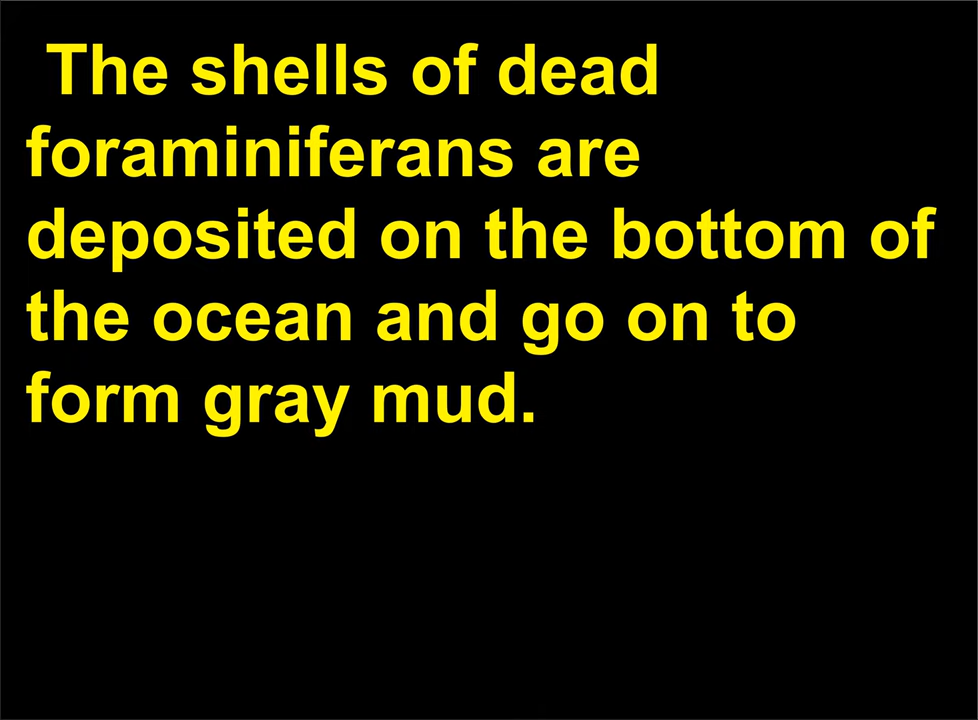 The shells of dead
foraminiferans are
deposited on the bottom of
the ocean and go on to
form gray mud.